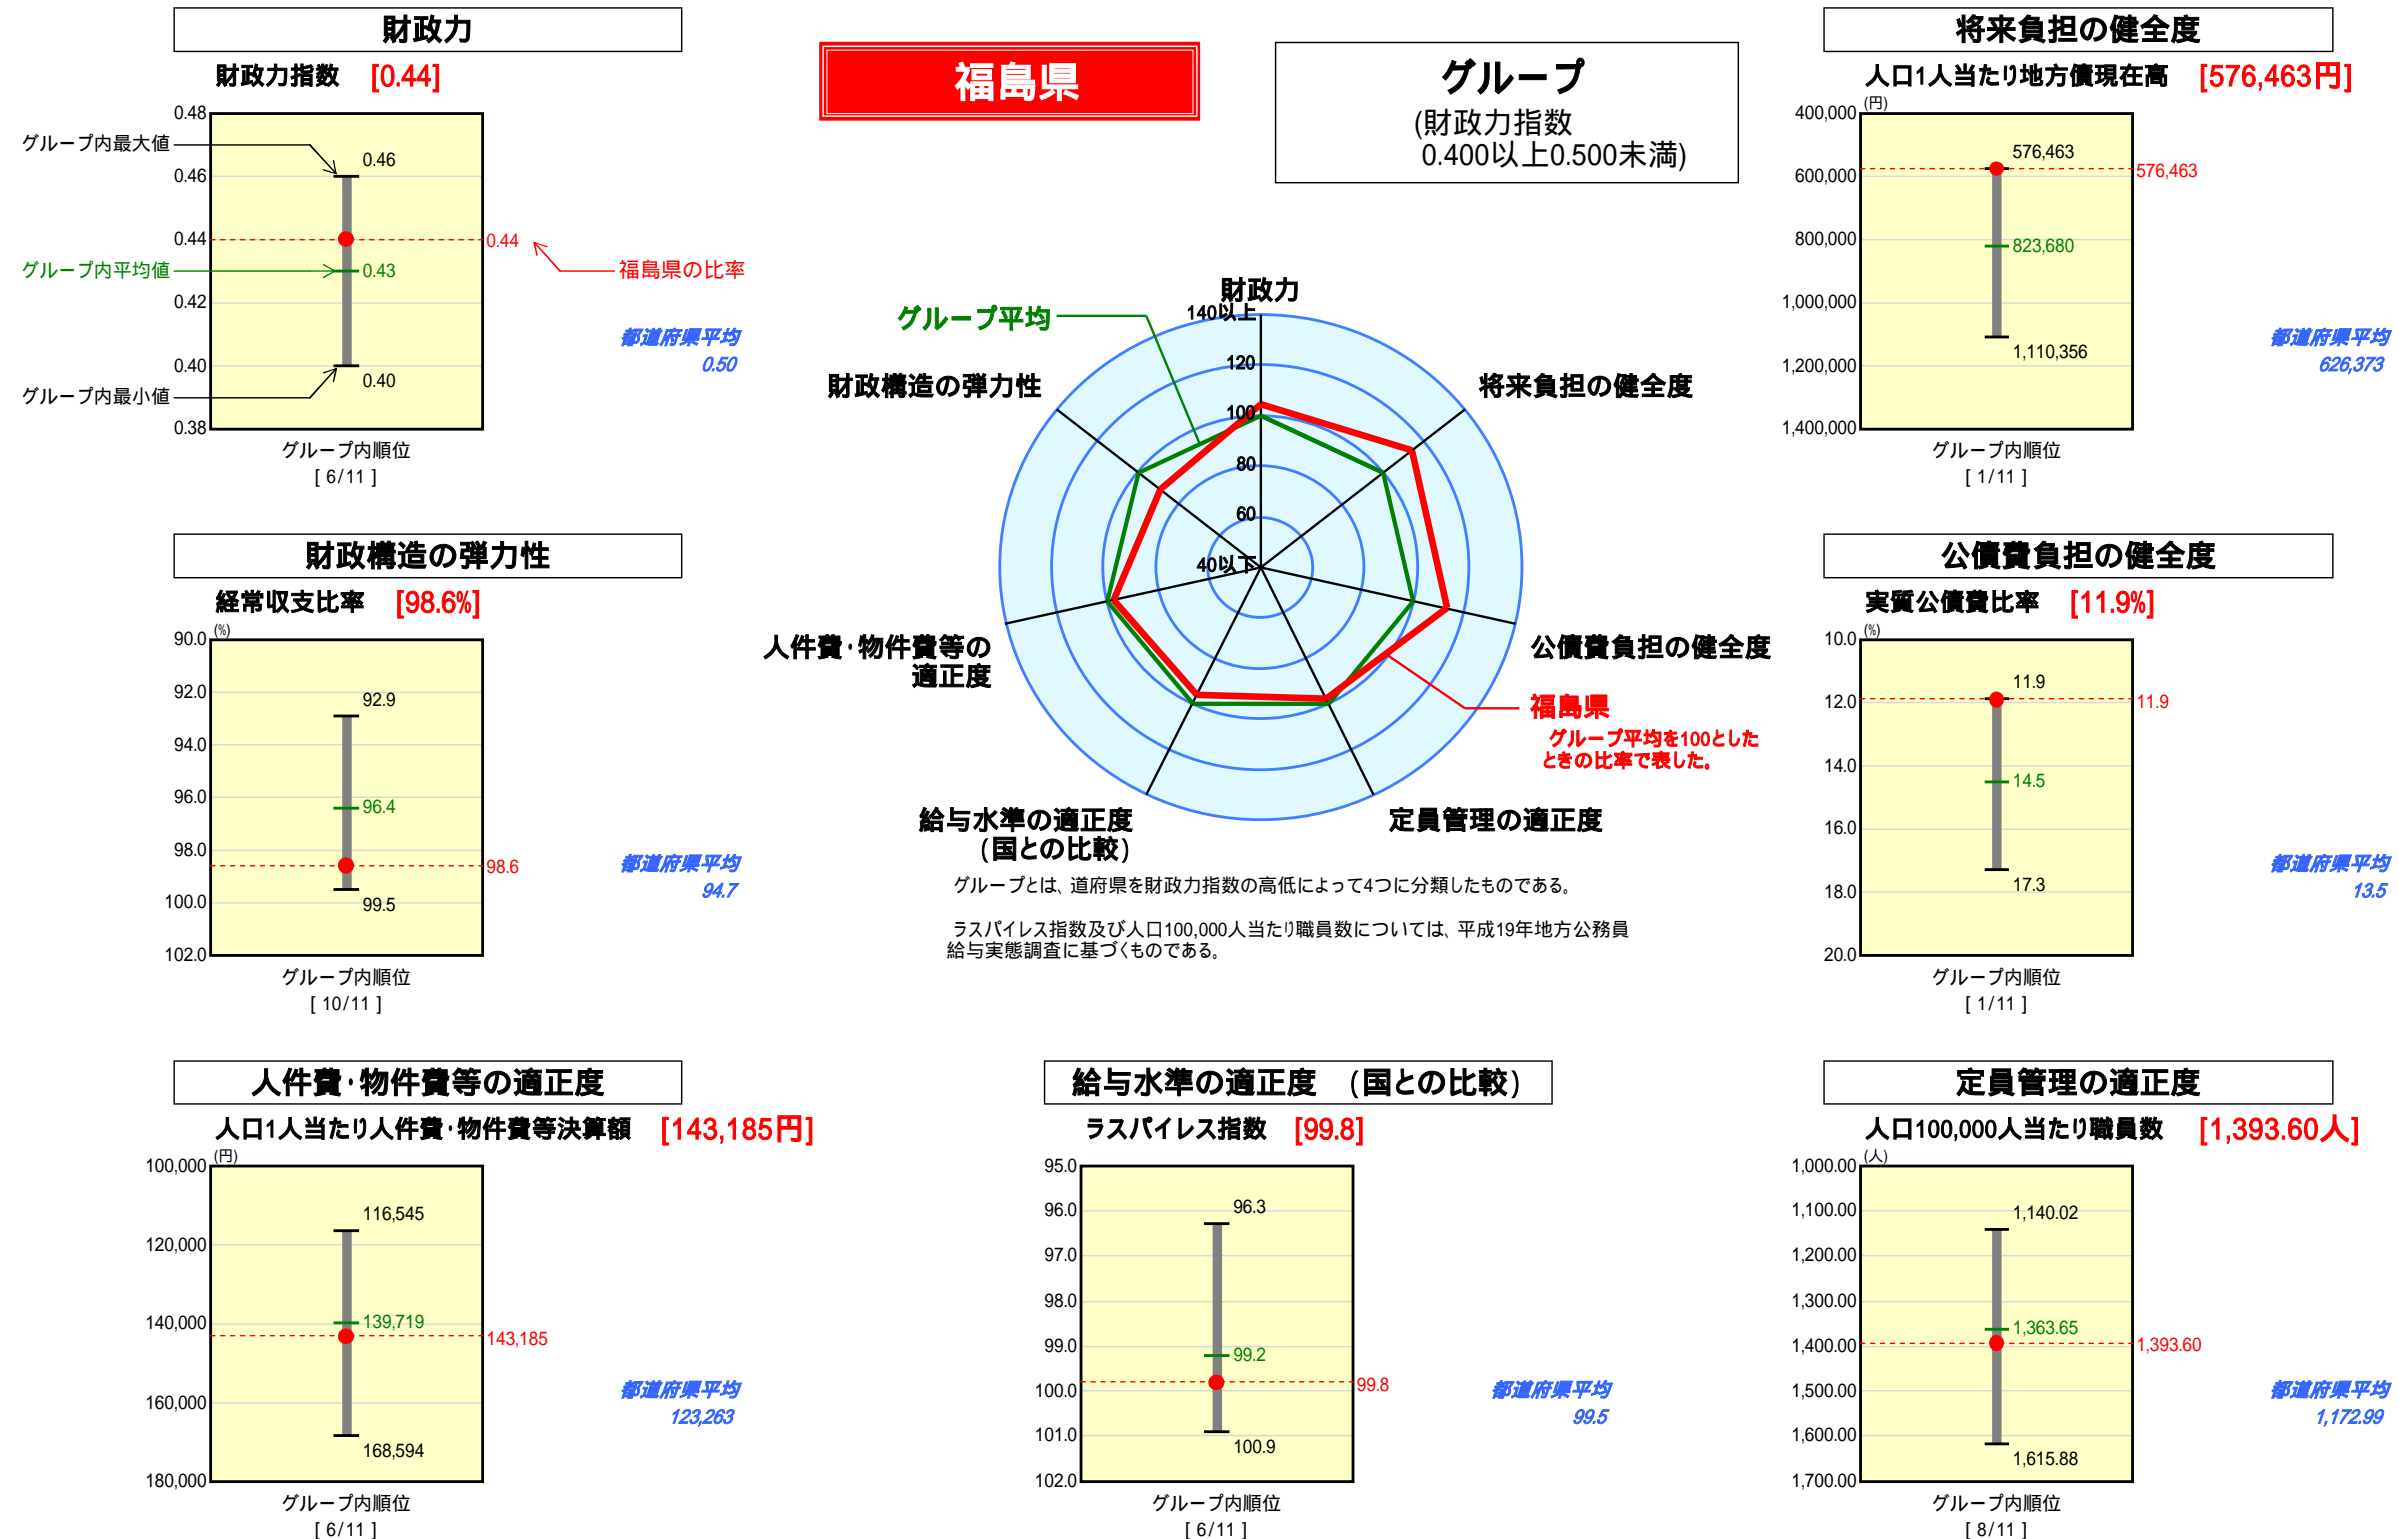 財政力
財政力指数 [0.44]
0.48
0.46
0.44
0.42
0.40
0.38
グループ内最大値
グループ内平均値
グループ内最小値
0.46
0.43
0.40
0.44
福島県の比率
都道府県平均
0.50
グループ内順位
[ 6/11 ]
福島県
グループ
(財政力指数
0.400以上0.500未満)
将来負担の健全度
人口1人当たり地方債現在高 [576,463円]
(円)
400,000
600,000
800,000
1,000,000
1,200,000
1,400,000
576,463
823,680
1,110,356
576,463
都道府県平均
626,373
グループ内順位
[ 1/11 ]
財政力
140以上
120
100
80
60
40以下
グループ平均
財政構造の弾力性
将来負担の健全度
人件費・物件費等の
適正度
公債費負担の健全度
福島県
グループ平均を100とした
ときの比率で表した。
給与水準の適正度
(国との比較)
定員管理の適正度
グループとは、道府県を財政力指数の高低によって4つに分類したものである。
ラスパイレス指数及び人口100,000人当たり職員数については、平成19年地方公務員
給与実態調査に基づくものである。
財政構造の弾力性
経常収支比率 [98.6%]
(%)
90.0
92.0
94.0
96.0
98.0
100.0
102.0
92.9
96.4
99.5
98.6
都道府県平均
94.7
グループ内順位
[ 10/11 ]
公債費負担の健全度
実質公債費比率 [11.9%]
(%)
10.0
12.0
14.0
16.0
18.0
20.0
11.9
14.5
17.3
11.9
都道府県平均
13.5
グループ内順位
[ 1/11 ]
人件費・物件費等の適正度
人口1人当たり人件費・物件費等決算額 [143,185円]
(円)
100,000
120,000
140,000
160,000
180,000
116,545
139,719
168,594
143,185
都道府県平均
123,263
グループ内順位
[ 6/11 ]
給与水準の適正度 (国との比較)
ラスパイレス指数 [99.8]
95.0
96.0
97.0
98.0
99.0
100.0
101.0
102.0
96.3
99.2
100.9
99.8
都道府県平均
99.5
グループ内順位
[ 6/11 ]
定員管理の適正度
人口100,000人当たり職員数 [1,393.60人]
(人)
1,000.00
1,100.00
1,200.00
1,300.00
1,400.00
1,500.00
1,600.00
1,700.00
1,140.02
1,363.65
1,615.88
1,393.60
都道府県平均
1,172.99
グループ内順位
[ 8/11 ]